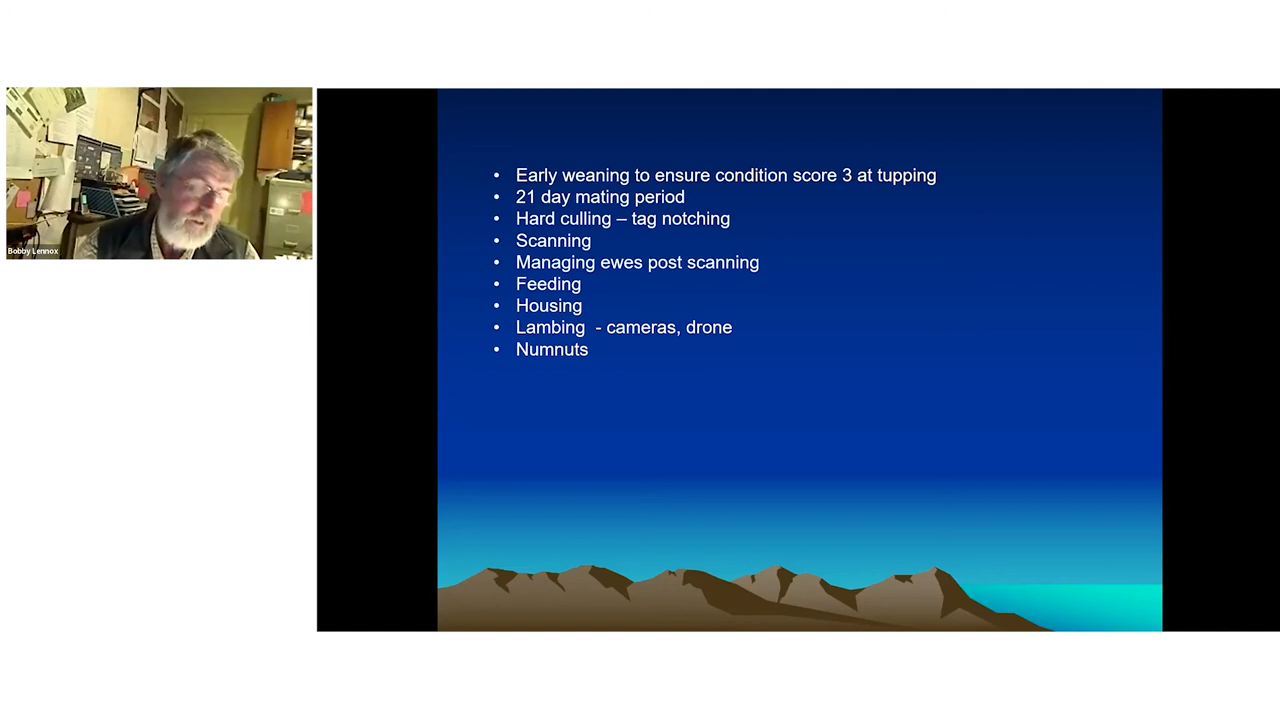 Bobby Lennox
• Early weaning to ensure condition score 3 at tupping
• 21 day mating period
• Hard culling – tag notching
• Scanning
• Managing ewes post scanning
• Feeding
• Housing
• Lambing  - cameras, drone
• Numnuts